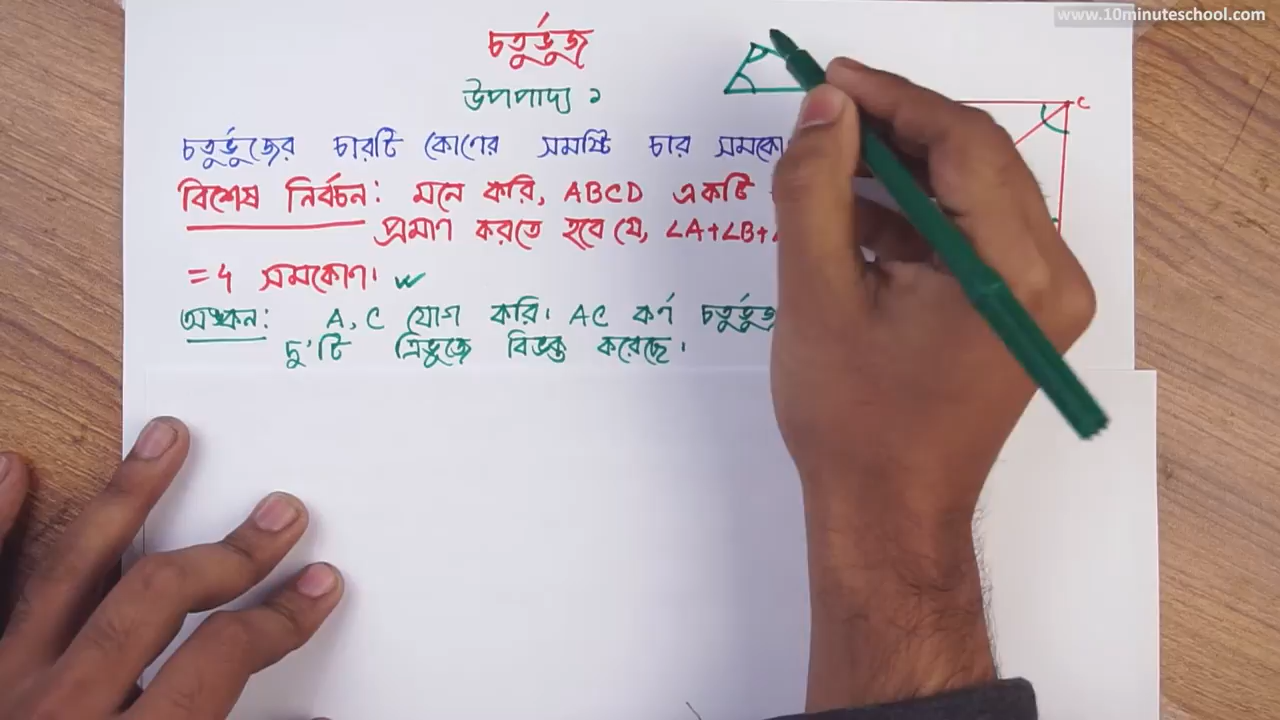 www.10minuteschool.com
চতুর্ভুজ
উপপাদ্য ১
চতুর্ভুজের চারটি কোণের সমষ্টি চার সমকো
বিশেষ নির্বচন: মনে করি, ABCD একটি
প্রমাণ করতে হবে যে, ∠A+∠B+
=4 সমকোণ।
অঙ্কন: A, C যোগ করি। AC কর্ণ চতুর্ভুজ
দু'টি ত্রিভুজে বিভক্ত করেছে।
C